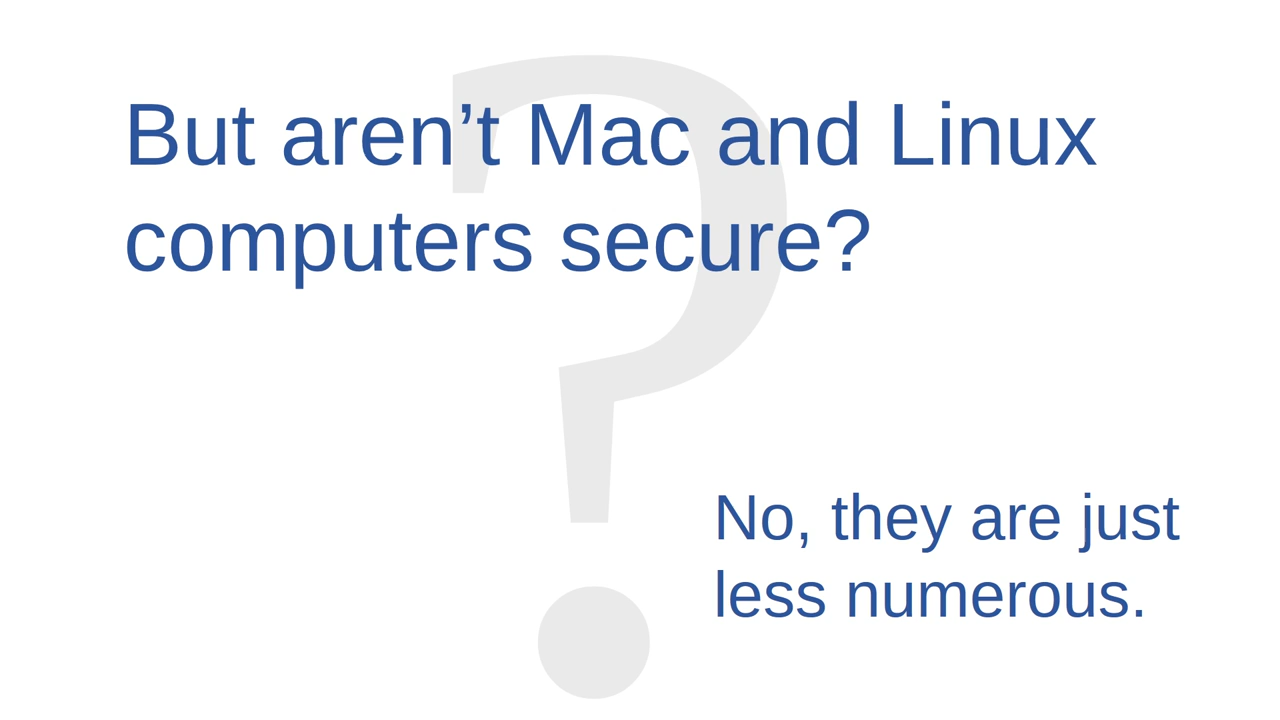 But aren’t Mac and Linux
computers secure?
No, they are just
less numerous.